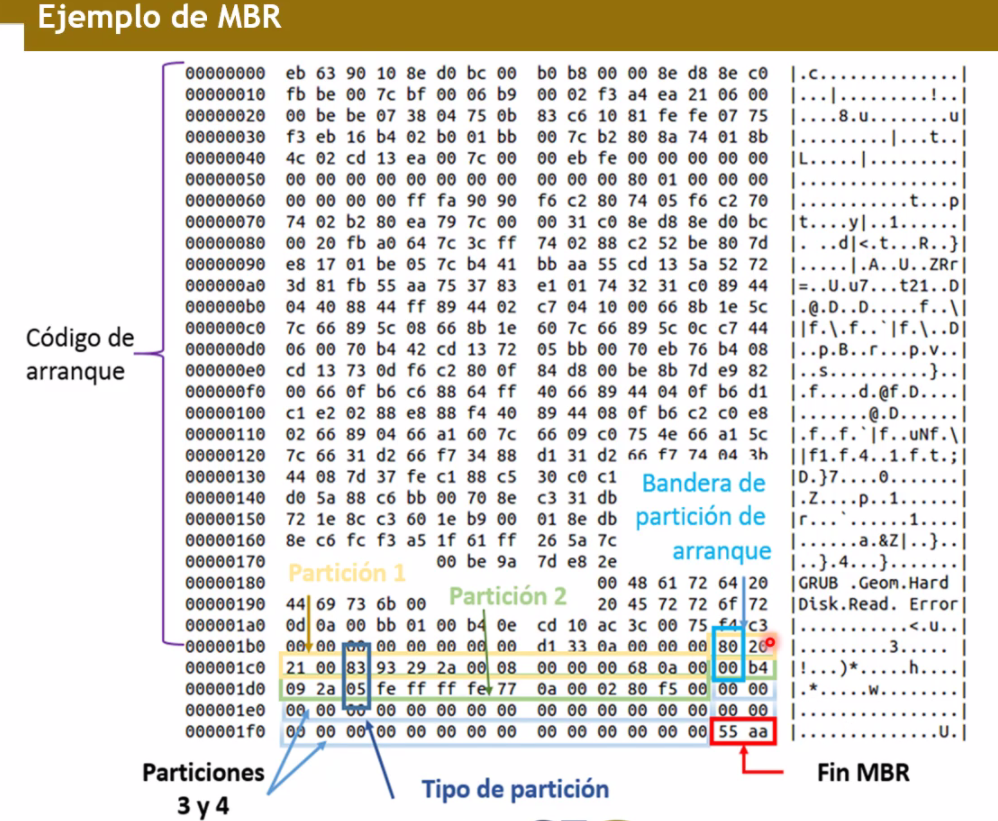 Ejemplo de MBR
00000000 eb 63 90 10 8e d0 bc 00 b0 b8 00 00 8e d8 8e c0 |.c..............|
00000010 fb be 00 7c bf 00 06 b9 00 02 f3 a4 ea 21 06 00 |...|.........!..|
00000020 00 be be 07 38 04 75 0b 83 c6 10 81 fe fe 07 75 |....8.u........u|
00000030 f3 eb 16 b4 02 b0 01 bb 00 7c b2 80 8a 74 01 8b |.........|...t..|
00000040 4c 02 cd 13 ea 00 7c 00 00 eb fe 00 00 00 00 00 |L.....|.........|
00000050 00 00 00 00 00 00 00 00 00 00 00 80 01 00 00 00 |................|
00000060 00 00 00 00 ff fa 90 90 f6 c2 80 74 05 f6 c2 70 |...........t...p|
00000070 74 02 b2 80 ea 79 7c 00 00 31 c0 8e d8 8e d0 bc |t....y|..1......|
00000080 00 20 fb a0 64 7c 3c ff 74 02 88 c2 52 be 80 7d |. ..d|<.t...R..}|
00000090 e8 17 01 be 05 7c b4 41 bb aa 55 cd 13 5a 52 72 |.....|.A..U..ZRr|
000000a0 3d 81 fb 55 aa 75 37 83 e1 01 74 32 31 c0 89 44 |=..U.u7...t21..D|
000000b0 04 40 88 44 ff 89 44 02 c7 04 10 00 66 8b 1e 5c |.@.D..D.....f..\|
000000c0 7c 66 89 5c 08 66 8b 1e 60 7c 66 89 5c 0c c7 44 ||f.\.f..`|f.\..D|
000000d0 06 00 70 b4 42 cd 13 72 05 bb 00 70 eb 76 b4 08 |..p.B..r...p.v..|
000000e0 cd 13 73 0d f6 c2 80 0f 84 d8 00 be 8b 7d e9 82 |..s..........}..|
000000f0 00 66 0f b6 c6 88 64 ff 40 66 89 44 04 0f b6 d1 |.f....d.@f.D....|
00000100 c1 e2 02 88 e8 88 f4 40 89 44 08 0f b6 c2 c0 e8 |.......@.D......|
00000110 02 66 89 04 66 a1 60 7c 66 09 c0 75 4e 66 a1 5c |.f..f.`|f..uNf.\|
00000120 7c 66 31 d2 66 f7 34 88 d1 31 d2 66 f7 74 04 3b ||f1.f.4..1.f.t.;|
00000130 44 08 7d 37 fe c1 88 c5 30 c0 c1 |D.}7....0.......|
00000140 d0 5a 88 c6 bb 00 70 8e c3 31 db |.Z....p..1......|
00000150 72 1e 8c c3 60 1e b9 00 01 8e db |r...`......1....|
00000160 8e c6 fc f3 a5 1f 61 ff 26 5a 7c |......a.&Z|..}..|
00000170 00 be 9a 7d e8 2e |..}.4...}.......|
00000180 00 48 61 72 64 20 |GRUB .Geom.Hard |
00000190 44 69 73 6b 00 20 45 72 72 6f 72 |Disk.Read. Error|
000001a0 0d 0a 00 bb 01 00 b4 0e cd 10 ac 3c 00 75 f4 c3 |...........<.u..|
000001b0 00 00 00 00 00 00 00 00 d1 33 0a 00 00 00 80 20 |.........3..... |
000001c0 21 00 83 93 29 2a 00 08 00 00 00 68 0a 00 00 b4 |!...)*.....h....|
000001d0 09 2a 05 fe ff ff fe 77 0a 00 02 80 f5 00 00 00 |.*.....w........|
000001e0 00 00 00 00 00 00 00 00 00 00 00 00 00 00 00 00 |................|
000001f0 00 00 00 00 00 00 00 00 00 00 00 00 00 00 55 aa |..............U.|
Código de
arranque
Bandera de
partición de
arranque
Partición 1
Partición 2
Particiones
3 y 4
Tipo de partición
Fin MBR